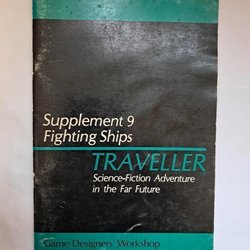 Supplement 9
Fighting Ships
TRAVELLER
Science-Fiction Adventure
in the Far Future
Game Designers' Workshop